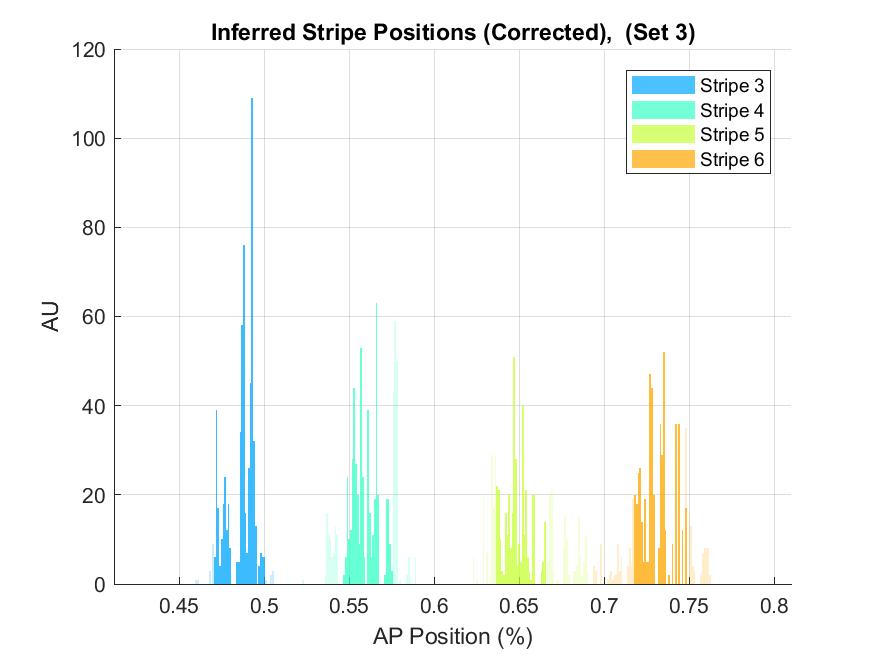 Inferred Stripe Positions (Corrected),  (Set 3)
120
100
80
60
40
20
0
AU
Stripe 3
Stripe 4
Stripe 5
Stripe 6
0.45 0.5 0.55 0.6 0.65 0.7 0.75 0.8
AP Position (%)